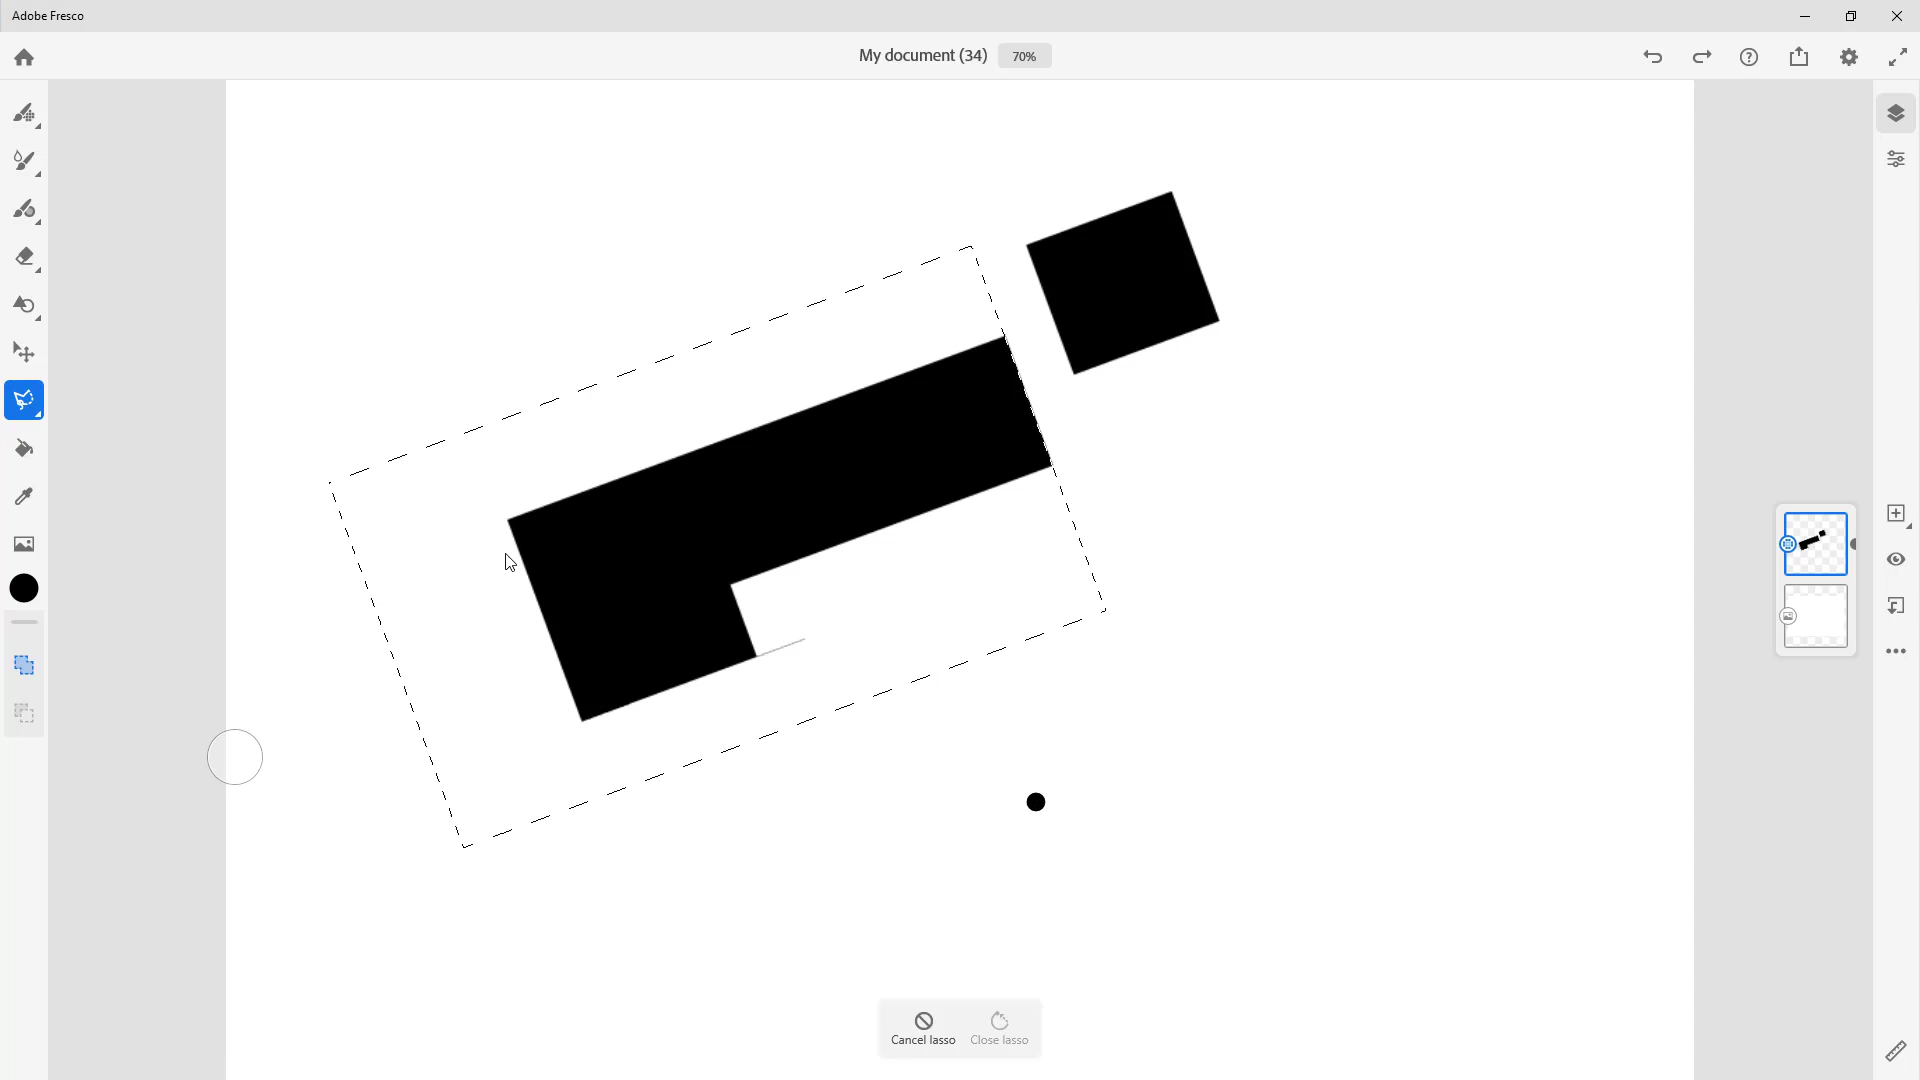 Adobe Fresco
My document (34)
70%
Cancel lasso
Close lasso